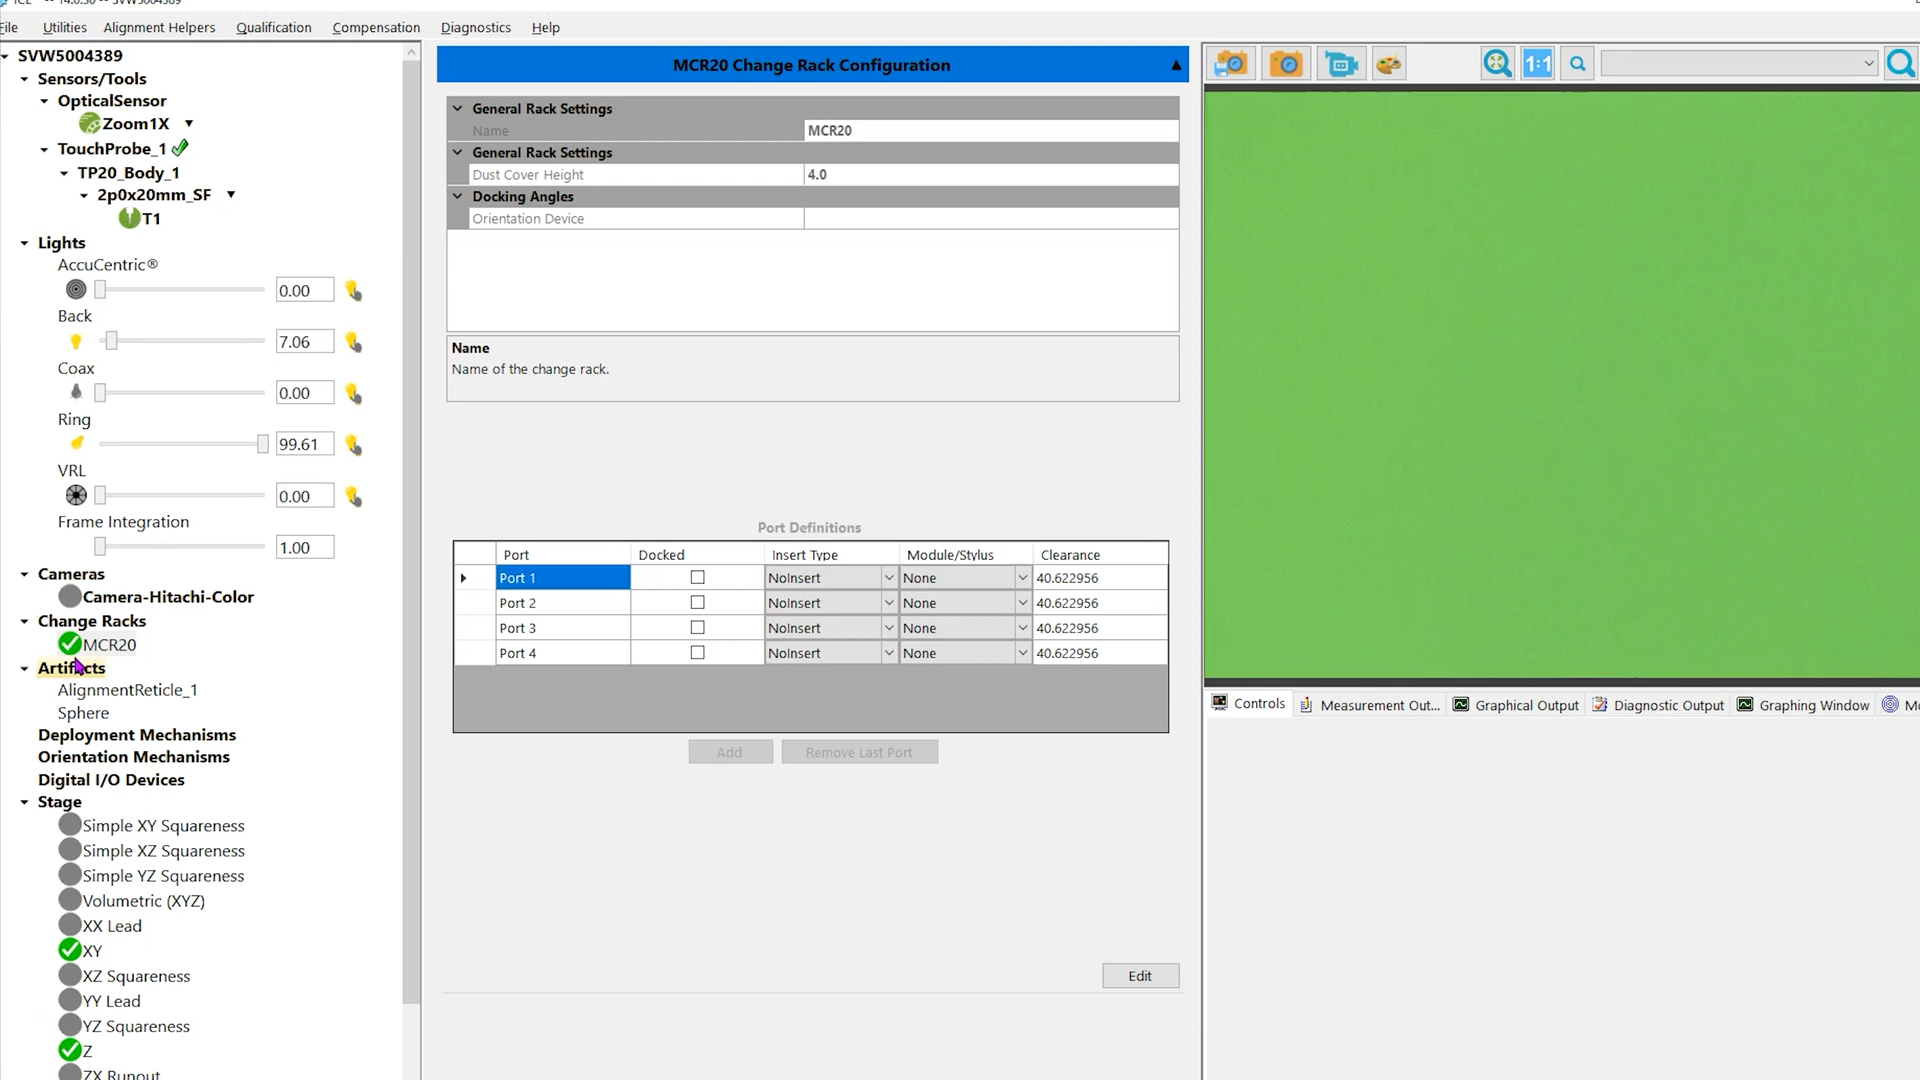 File Utilities Alignment Helpers Qualification Compensation Diagnostics Help
SVW5004389
Sensors/Tools
OpticalSensor
Zoom1X
TouchProbe_1
TP20_Body_1
2p0x20mm_SF
T1
Lights
AccuCentric®
0.00
Back
7.06
Coax
0.00
Ring
99.61
VRL
0.00
Frame Integration
1.00
Cameras
Camera-Hitachi-Color
Change Racks
MCR20
Artifacts
AlignmentReticle_1
Sphere
Deployment Mechanisms
Orientation Mechanisms
Digital I/O Devices
Stage
Simple XY Squareness
Simple XZ Squareness
Simple YZ Squareness
Volumetric (XYZ)
XX Lead
XY
XZ Squareness
YY Lead
YZ Squareness
Z
ZX Runout
MCR20 Change Rack Configuration
General Rack Settings
Name MCR20
General Rack Settings
Dust Cover Height 4.0
Docking Angles
Orientation Device
Name
Name of the change rack.
Port Definitions
Port Docked Insert Type Module/Stylus Clearance
Port 1 NoInsert None 40.622956
Port 2 NoInsert None 40.622956
Port 3 NoInsert None 40.622956
Port 4 NoInsert None 40.622956
Add Remove Last Port
Edit
1:1
Controls Measurement Out... Graphical Output Diagnostic Output Graphing Window